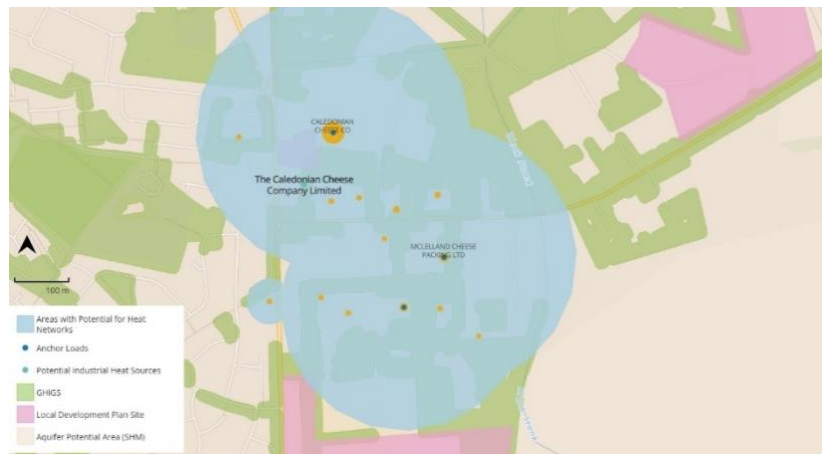 CALEDONIAN
CHEESE CO
The Caledonian Cheese
Company Limited
MCLELLAND CHEESE
PACKING LTD
100 m
Areas with Potential for Heat
Networks
Anchor Loads
Potential Industrial Heat Sources
GHIGS
Local Development Plan Site
Aquifer Potential Area (SHM)